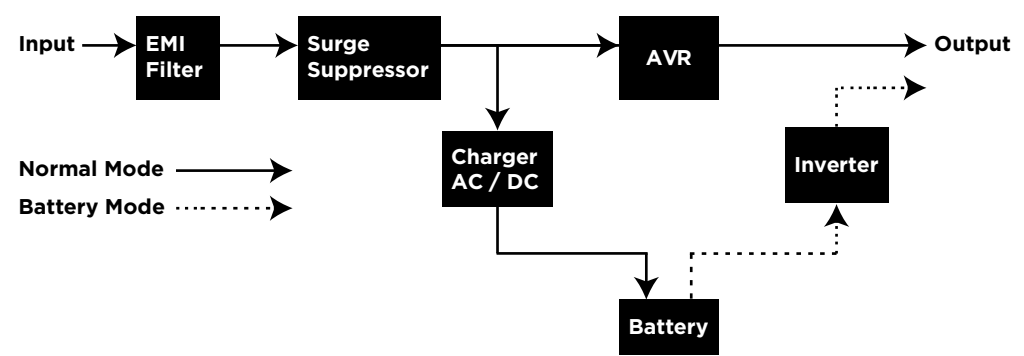 Input
EMI
Filter
Surge
Suppressor
AVR
Output
Charger
AC / DC
Inverter
Normal Mode
Battery Mode
Battery